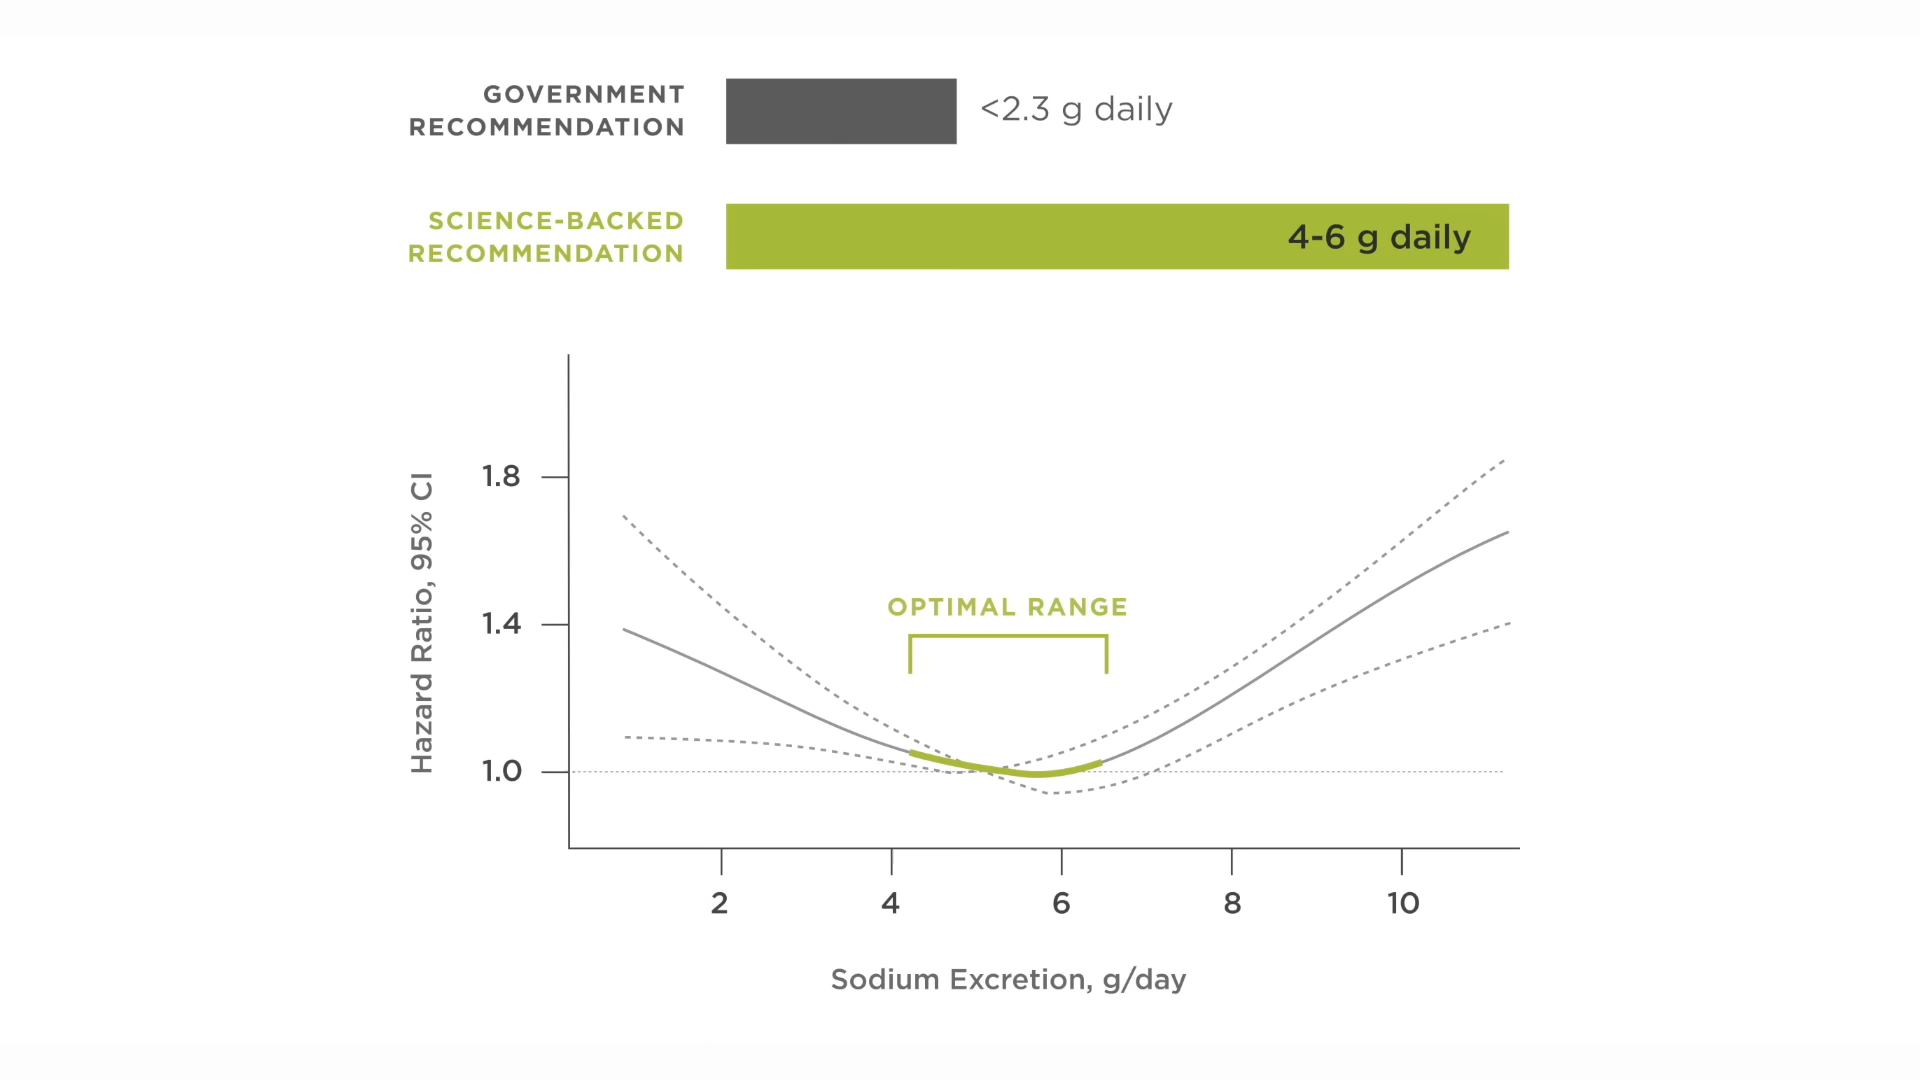 GOVERNMENT
RECOMMENDATION
<2.3 g daily
SCIENCE-BACKED
RECOMMENDATION
4-6 g daily
Hazard Ratio, 95% CI
1.8
1.4
1.0
OPTIMAL RANGE
2
4
6
8
10
Sodium Excretion, g/day